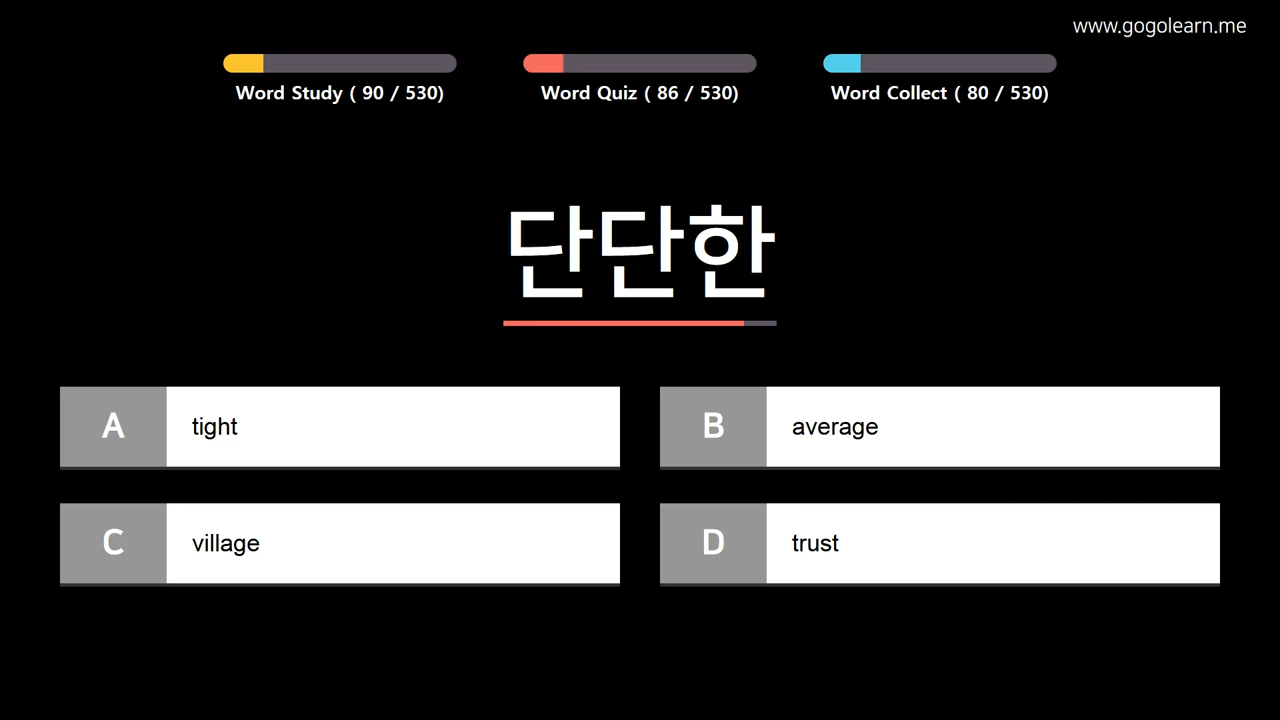 www.gogolearn.me
Word Study ( 90 / 530)
Word Quiz ( 86 / 530)
Word Collect ( 80 / 530)
단단한
A tight
B average
C village
D trust